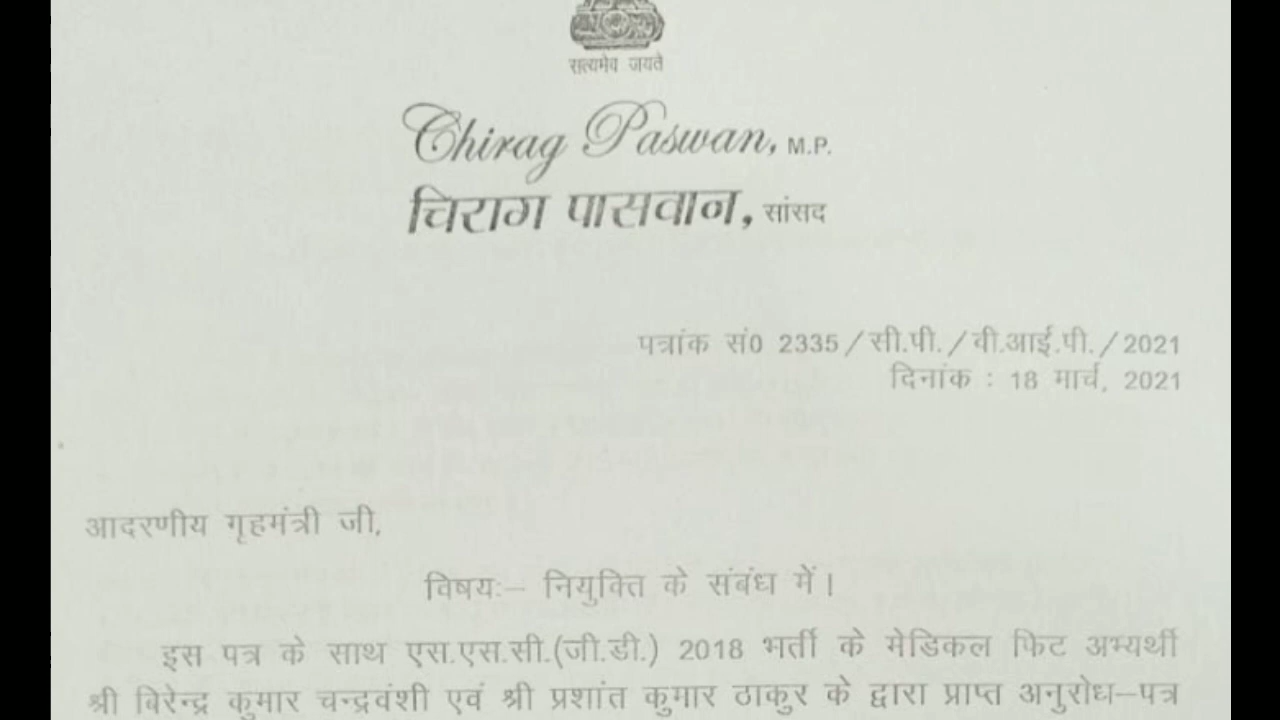 सत्यमेव जयते
Chirag Paswan, M.P.
चिराग पासवान, सांसद
पत्रांक सं0 2335/सी.पी./वी.आई.पी./2021
दिनांक : 18 मार्च, 2021
आदरणीय गृहमंत्री जी,
विषयः– नियुक्ति के संबंध में।
इस पत्र के साथ एस.एस.सी.(जी.डी.) 2018 भर्ती के मेडिकल फिट अभ्यर्थी
श्री बिरेन्द्र कुमार चन्द्रवंशी एवं श्री प्रशांत कुमार ठाकुर के द्वारा प्राप्त अनुरोध–पत्र